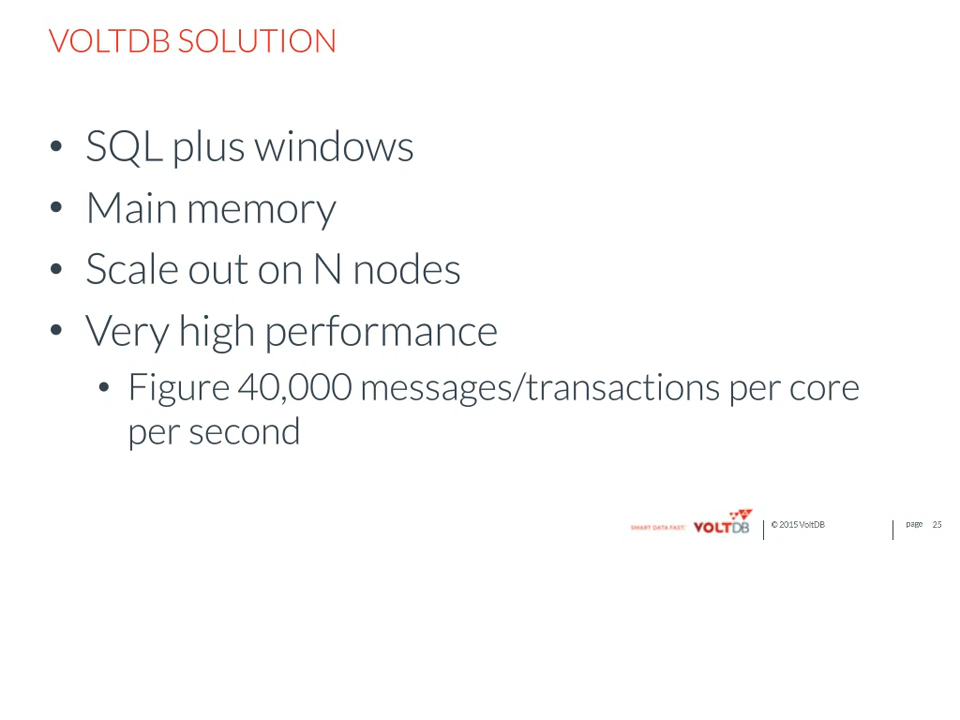 VOLTDB SOLUTION
• SQL plus windows
• Main memory
• Scale out on N nodes
• Very high performance
• Figure 40,000 messages/transactions per core
per second
SMART DATA FAST. VOLTDB © 2015 VoltDB page 25